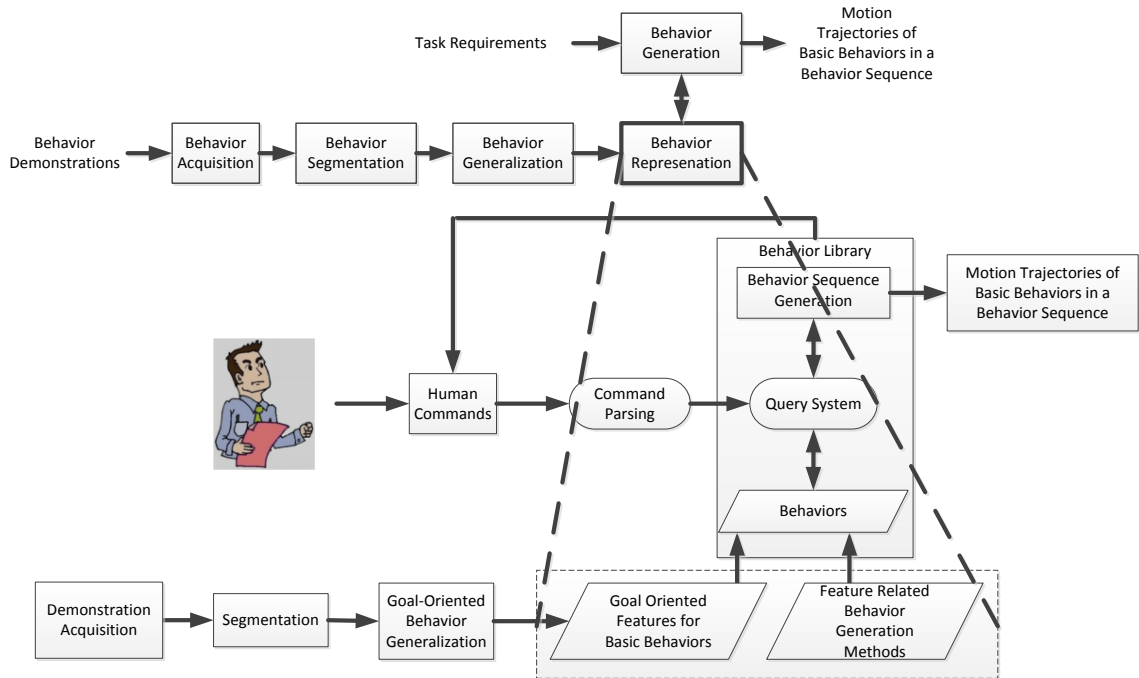 Task Requirements
Behavior
Generation
Motion
Trajectories of
Basic Behaviors in a
Behavior Sequence
Behavior
Demonstrations
Behavior
Acquisition
Behavior
Segmentation
Behavior
Generalization
Behavior
Represenation
Behavior Library
Behavior Sequence
Generation
Motion Trajectories of
Basic Behaviors in a
Behavior Sequence
Human
Commands
Command
Parsing
Query System
Behaviors
Demonstration
Acquisition
Segmentation
Goal-Oriented
Behavior
Generalization
Goal Oriented
Features for
Basic Behaviors
Feature Related
Behavior
Generation
Methods